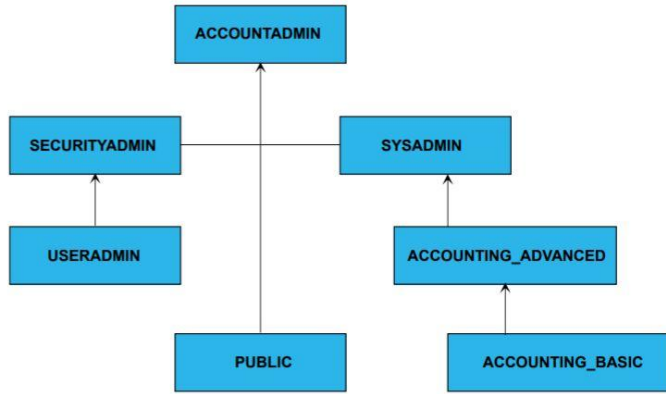 ACCOUNTADMIN
SECURITYADMIN
SYSADMIN
USERADMIN
ACCOUNTING_ADVANCED
PUBLIC
ACCOUNTING_BASIC